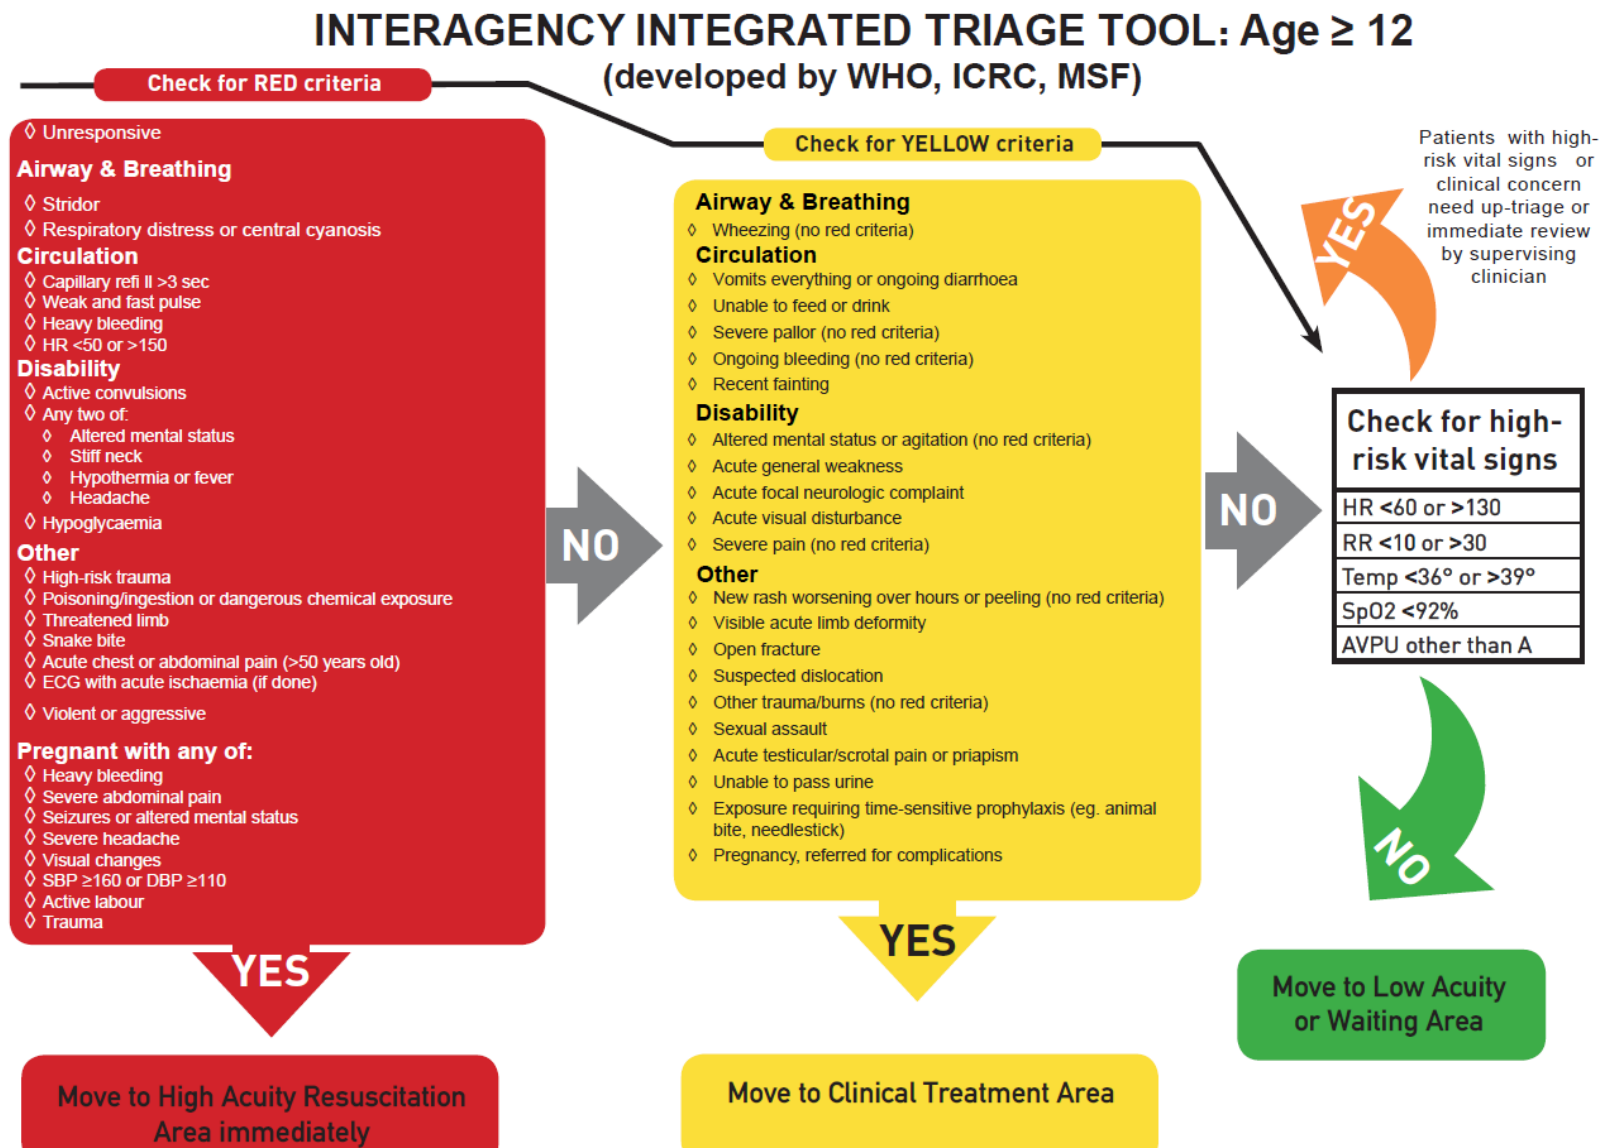 INTERAGENCY INTEGRATED TRIAGE TOOL: Age ≥ 12
(developed by WHO, ICRC, MSF)
Check for RED criteria
◊ Unresponsive
Airway & Breathing
◊ Stridor
◊ Respiratory distress or central cyanosis
Circulation
◊ Capillary refi ll >3 sec
◊ Weak and fast pulse
◊ Heavy bleeding
◊ HR <50 or >150
Disability
◊ Active convulsions
◊ Any two of:
◊ Altered mental status
◊ Stiff neck
◊ Hypothermia or fever
◊ Headache
◊ Hypoglycaemia
Other
◊ High-risk trauma
◊ Poisoning/ingestion or dangerous chemical exposure
◊ Threatened limb
◊ Snake bite
◊ Acute chest or abdominal pain (>50 years old)
◊ ECG with acute ischaemia (if done)
◊ Violent or aggressive
Pregnant with any of:
◊ Heavy bleeding
◊ Severe abdominal pain
◊ Seizures or altered mental status
◊ Severe headache
◊ Visual changes
◊ SBP ≥160 or DBP ≥110
◊ Active labour
◊ Trauma
YES
Move to High Acuity Resuscitation
Area immediately
NO
Check for YELLOW criteria
Airway & Breathing
◊ Wheezing (no red criteria)
Circulation
◊ Vomits everything or ongoing diarrhoea
◊ Unable to feed or drink
◊ Severe pallor (no red criteria)
◊ Ongoing bleeding (no red criteria)
◊ Recent fainting
Disability
◊ Altered mental status or agitation (no red criteria)
◊ Acute general weakness
◊ Acute focal neurologic complaint
◊ Acute visual disturbance
◊ Severe pain (no red criteria)
Other
◊ New rash worsening over hours or peeling (no red criteria)
◊ Visible acute limb deformity
◊ Open fracture
◊ Suspected dislocation
◊ Other trauma/burns (no red criteria)
◊ Sexual assault
◊ Acute testicular/scrotal pain or priapism
◊ Unable to pass urine
◊ Exposure requiring time-sensitive prophylaxis (eg. animal
bite, needlestick)
◊ Pregnancy, referred for complications
YES
Move to Clinical Treatment Area
NO
Patients with high-
risk vital signs or
clinical concern
need up-triage or
immediate review
by supervising
clinician
YES
Check for high-
risk vital signs
HR <60 or >130
RR <10 or >30
Temp <36° or >39°
SpO2 <92%
AVPU other than A
NO
Move to Low Acuity
or Waiting Area